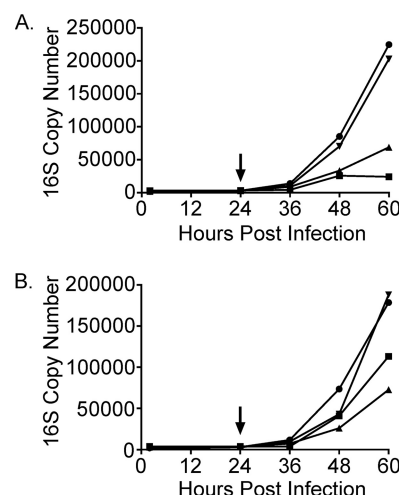 A.
16S Copy Number
250000
200000
150000
100000
50000
0
0 12 24 36 48 60
Hours Post Infection
B.
16S Copy Number
200000
150000
100000
50000
0
0 12 24 36 48 60
Hours Post Infection